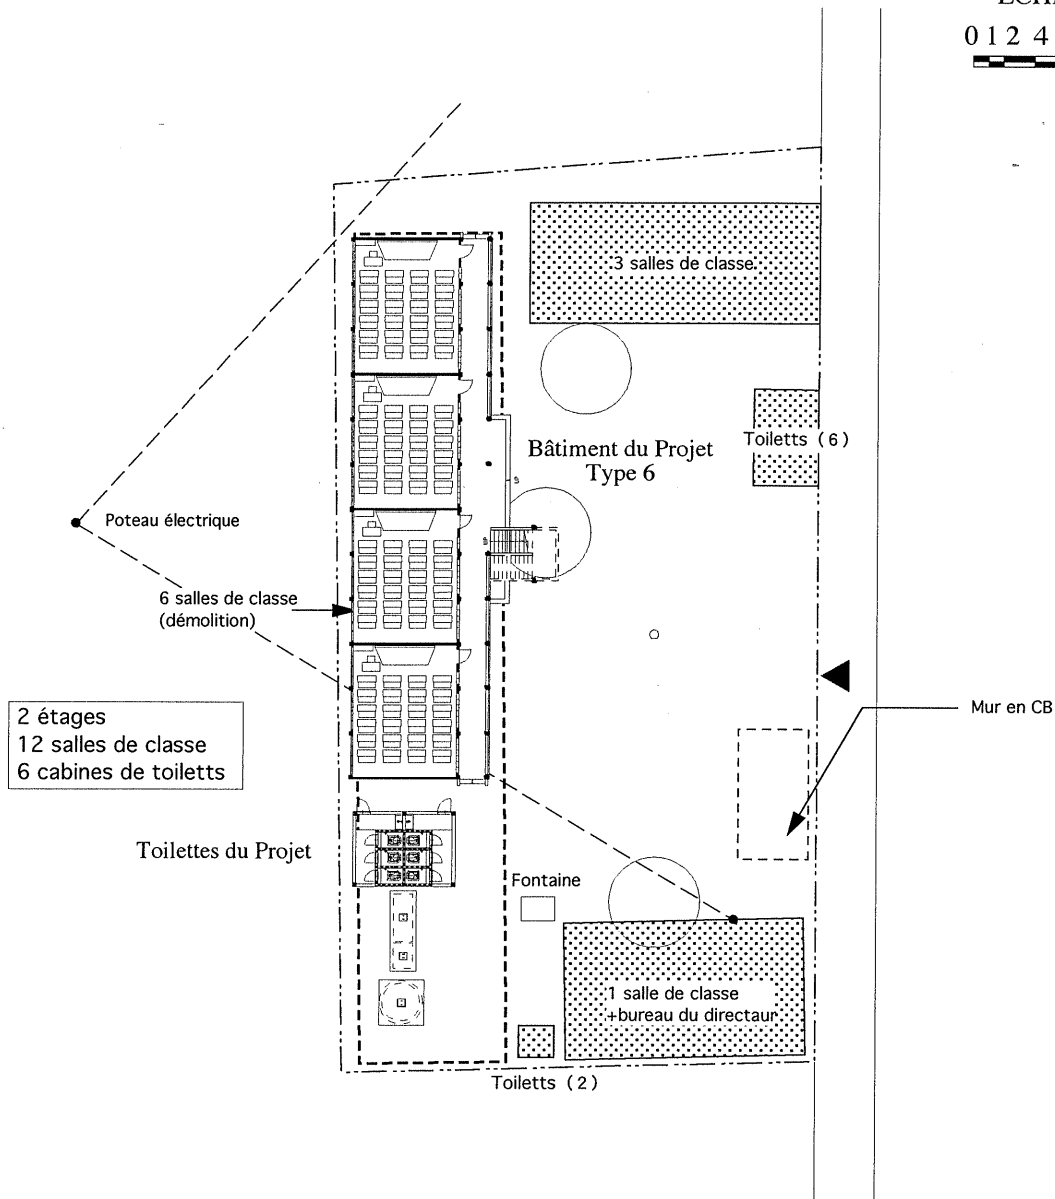 0 1 2 4
3 salles de classe
Toiletts (6)
Bâtiment du Projet
Type 6
Poteau électrique
6 salles de classe
(démolition)
Mur en CB
2 étages
12 salles de classe
6 cabines de toiletts
Toilettes du Projet
Fontaine
1 salle de classe
+bureau du directaur
Toiletts (2)